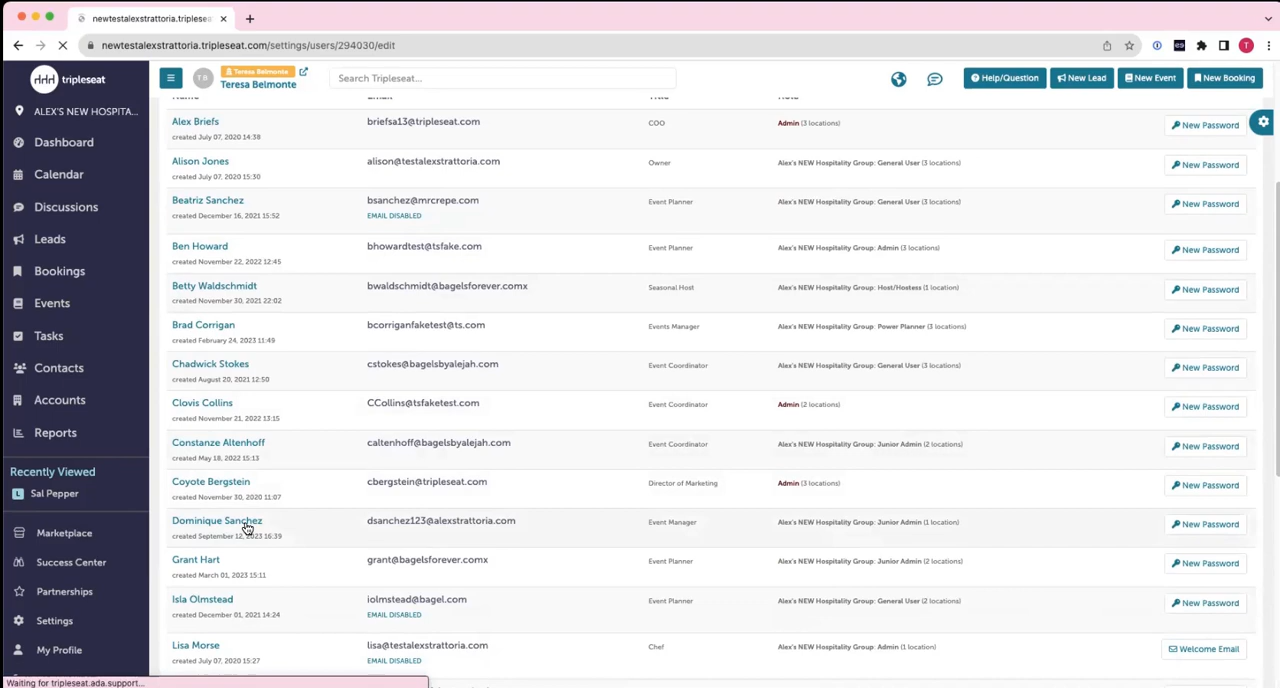 newtestalexstrattoria.triplesea
newtestalexstrattoria.tripleseat.com/settings/users/294030/edit
T
tripleseat
TB
Teresa Belmonte
Teresa Belmonte
Search Tripleseat...
Help/Question
New Lead
New Event
New Booking
ALEX'S NEW HOSPITA...
Dashboard
Calendar
Discussions
Leads
Bookings
Events
Tasks
Contacts
Accounts
Reports
Recently Viewed
L Sal Pepper
Marketplace
Success Center
Partnerships
Settings
My Profile
Alex Briefs briefsa13@tripleseat.com COO Admin (3 locations) New Password
created July 07, 2020 14:38
Alison Jones alison@testalexstrattoria.com Owner Alex's NEW Hospitality Group: General User (3 locations) New Password
created July 07, 2020 15:30
Beatriz Sanchez bsanchez@mrcrepe.com Event Planner Alex's NEW Hospitality Group: General User (3 locations) New Password
created December 16, 2021 15:52 EMAIL DISABLED
Ben Howard bhowardtest@tsfake.com Event Planner Alex's NEW Hospitality Group: Admin (3 locations) New Password
created November 22, 2022 12:45
Betty Waldschmidt bwaldschmidt@bagelsforever.comx Seasonal Host Alex's NEW Hospitality Group: Host/Hostess (1 location) New Password
created November 30, 2021 22:02
Brad Corrigan bcorriganfaketest@ts.com Events Manager Alex's NEW Hospitality Group: Power Planner (3 locations) New Password
created February 24, 2023 11:49
Chadwick Stokes cstokes@bagelsbyalejah.com Event Coordinator Alex's NEW Hospitality Group: General User (3 locations) New Password
created August 20, 2021 12:50
Clovis Collins CCollins@tsfaketest.com Event Coordinator Admin (2 locations) New Password
created November 21, 2022 13:15
Constanze Altenhoff caltenhoff@bagelsbyalejah.com Event Coordinator Alex's NEW Hospitality Group: Junior Admin (2 locations) New Password
created May 18, 2022 15:13
Coyote Bergstein cbergstein@tripleseat.com Director of Marketing Admin (3 locations) New Password
created November 30, 2020 11:07
Dominique Sanchez dsanchez123@alexstrattoria.com Event Manager Alex's NEW Hospitality Group: Junior Admin (1 location) New Password
created September 12, 2023 16:39
Grant Hart grant@bagelsforever.comx Event Planner Alex's NEW Hospitality Group: Junior Admin (2 locations) New Password
created March 01, 2023 15:11
Isla Olmstead iolmstead@bagel.com Event Planner Alex's NEW Hospitality Group: General User (2 locations) New Password
created December 01, 2021 14:24 EMAIL DISABLED
Lisa Morse lisa@testalexstrattoria.com Chef Alex's NEW Hospitality Group: Admin (1 location) Welcome Email
created July 07, 2020 15:27 EMAIL DISABLED
Waiting for tripleseat.ada.support...